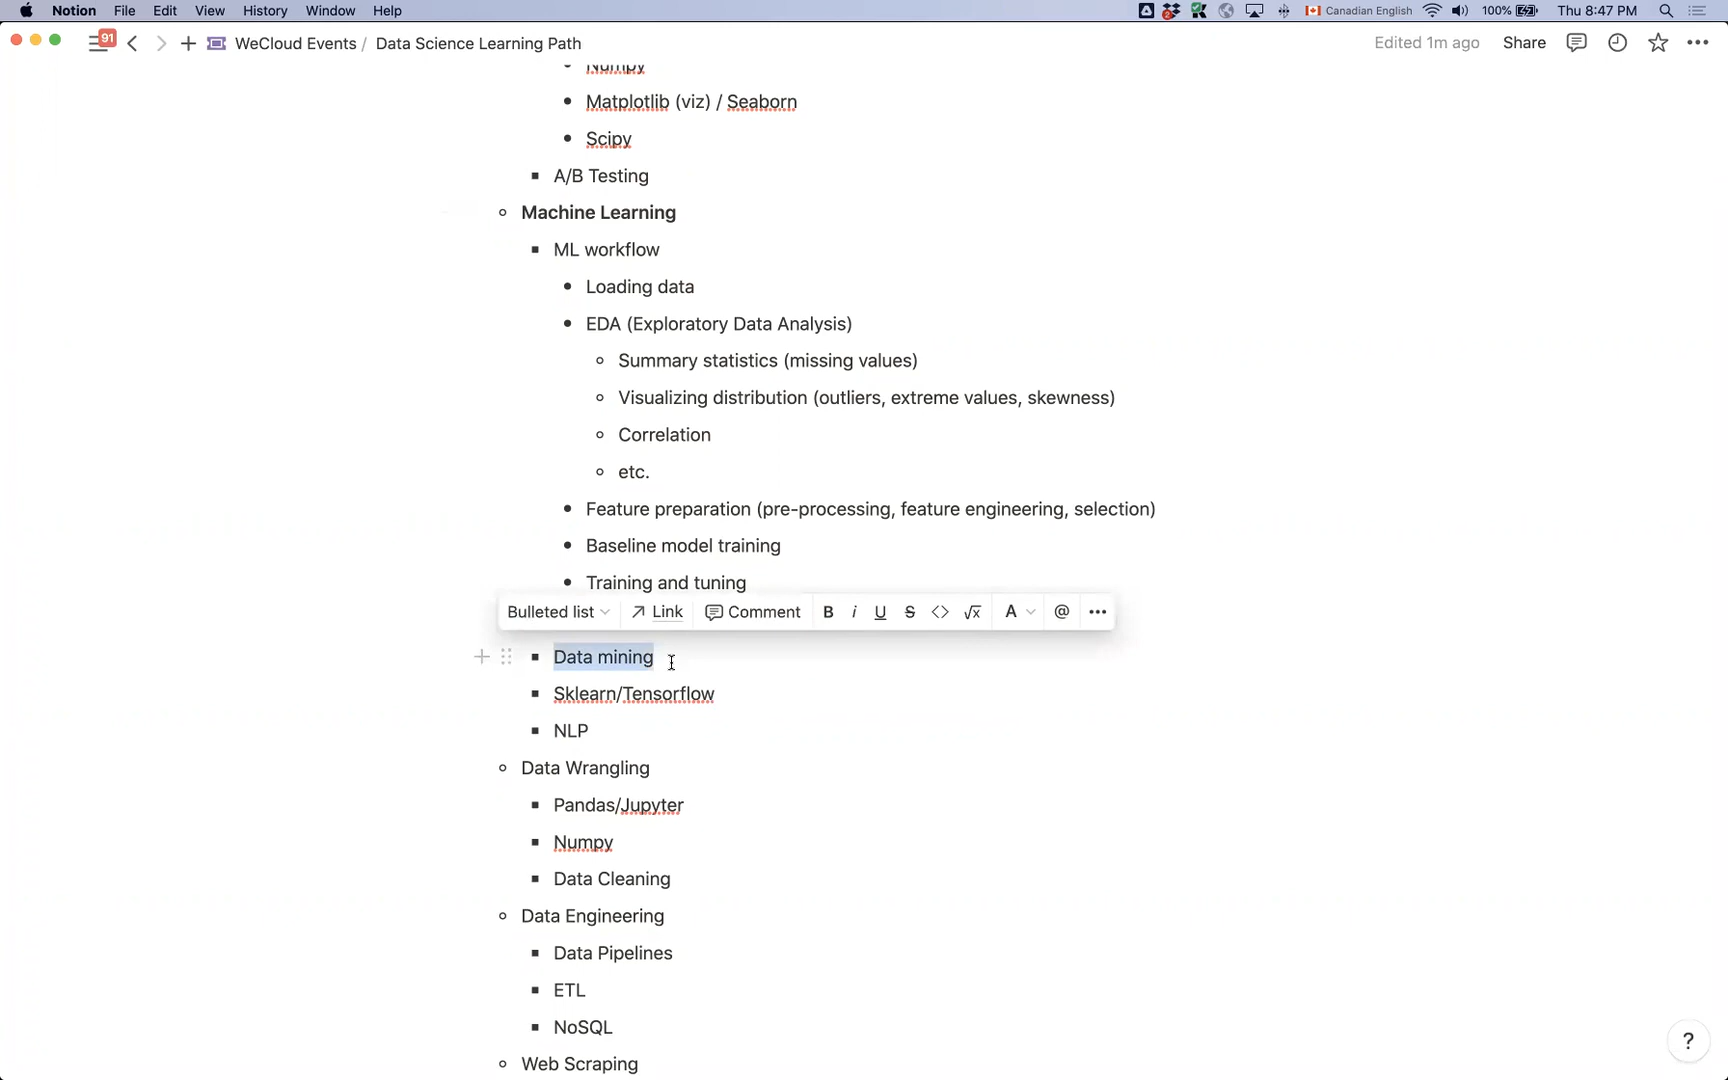 Notion File Edit View History Window Help 2 Canadian English 100% Thu 8:47 PM
91 WeCloud Events / Data Science Learning Path Edited 1m ago Share
Numpy
Matplotlib (viz) / Seaborn
Scipy
A/B Testing
Machine Learning
ML workflow
Loading data
EDA (Exploratory Data Analysis)
Summary statistics (missing values)
Visualizing distribution (outliers, extreme values, skewness)
Correlation
etc.
Feature preparation (pre-processing, feature engineering, selection)
Baseline model training
Training and tuning
Bulleted list Link Comment B i U S <> √x A @ •••
Data mining
Sklearn/Tensorflow
NLP
Data Wrangling
Pandas/Jupyter
Numpy
Data Cleaning
Data Engineering
Data Pipelines
ETL
NoSQL
Web Scraping
?